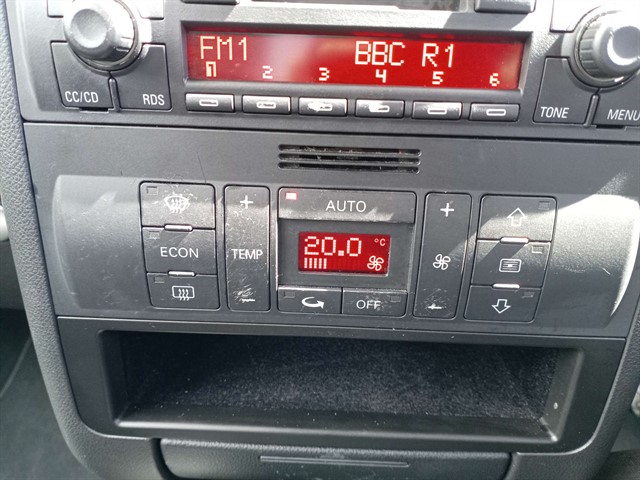 FM1 BBC R1
1 2 3 4 5 6
CC/CD RDS TONE MENU
AUTO
+ +
ECON TEMP 20.0 °C
- -
OFF